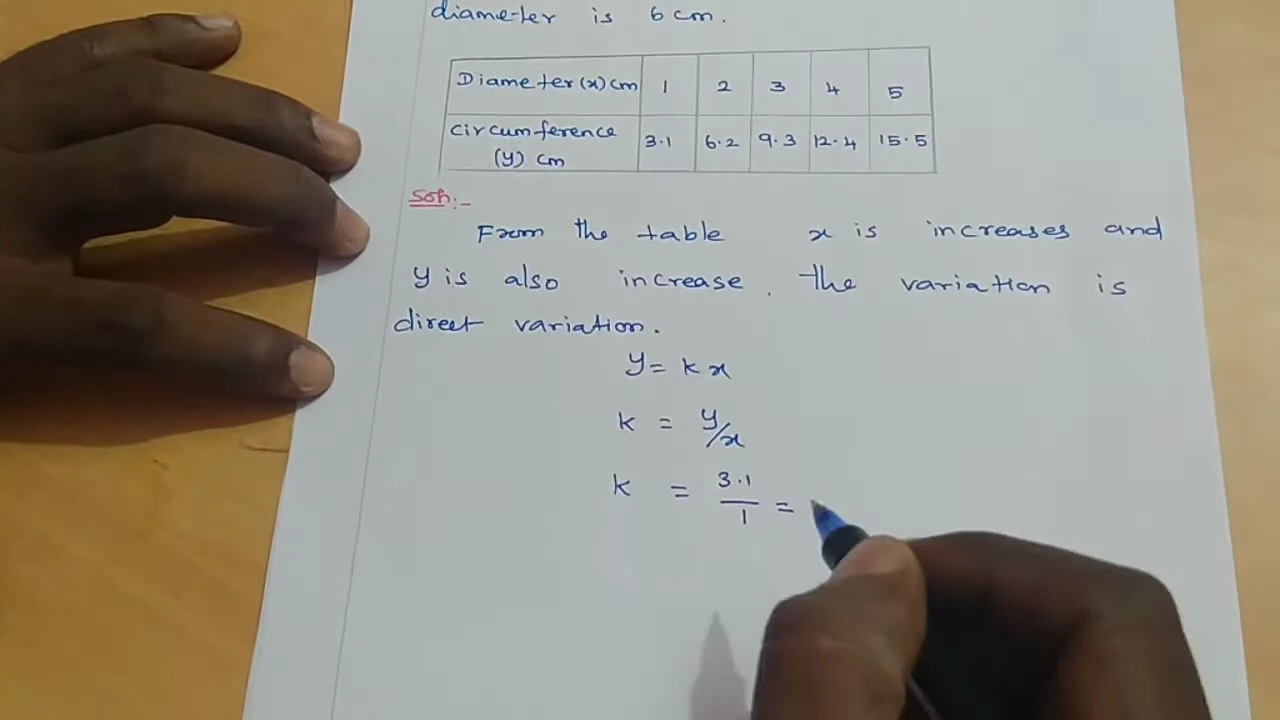 diameter is 6 cm.
Diameter (x) cm 1 2 3 4 5
circumference (y) cm 3.1 6.2 9.3 12.4 15.5
Soln:-
From the table x is increases and
y is also increase. the variation is
direct variation.
y = kx
k = y/x
k = 3.1/1 =